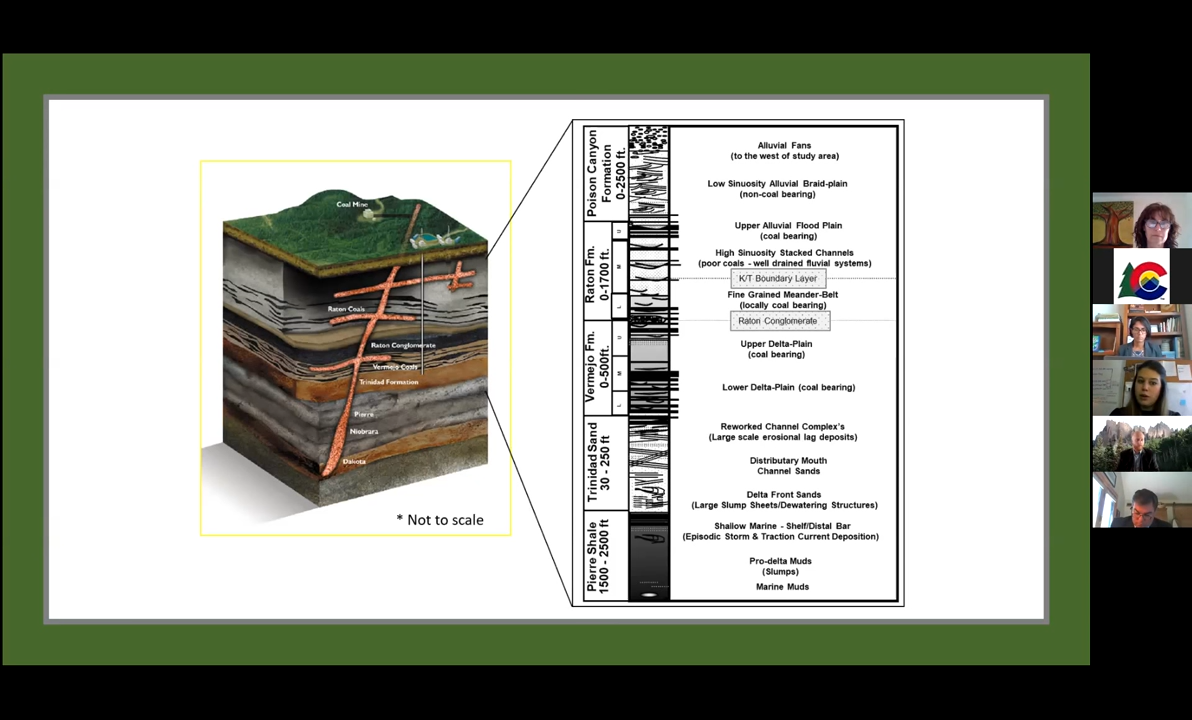 Coal Mine
Raton Coals
Raton Conglomerate
Vermejo Coals
Trinidad Formation
Pierre
Niobrara
Dakota
* Not to scale
Poison Canyon
Formation
0-2500 ft.
Raton Fm.
0-1700 ft.
U
M
L
Vermejo Fm.
0-500ft.
U
M
L
Trinidad Sand
30 - 250 ft
Pierre Shale
1500 - 2500 ft
Alluvial Fans
(to the west of study area)
Low Sinuosity Alluvial Braid-plain
(non-coal bearing)
Upper Alluvial Flood Plain
(coal bearing)
High Sinuosity Stacked Channels
(poor coals - well drained fluvial systems)
K/T Boundary Layer
Fine Grained Meander-Belt
(locally coal bearing)
Raton Conglomerate
Upper Delta-Plain
(coal bearing)
Lower Delta-Plain (coal bearing)
Reworked Channel Complex's
(Large scale erosional lag deposits)
Distributary Mouth
Channel Sands
Delta Front Sands
(Large Slump Sheets/Dewatering Structures)
Shallow Marine - Shelf/Distal Bar
(Episodic Storm & Traction Current Deposition)
Pro-delta Muds
(Slumps)
Marine Muds